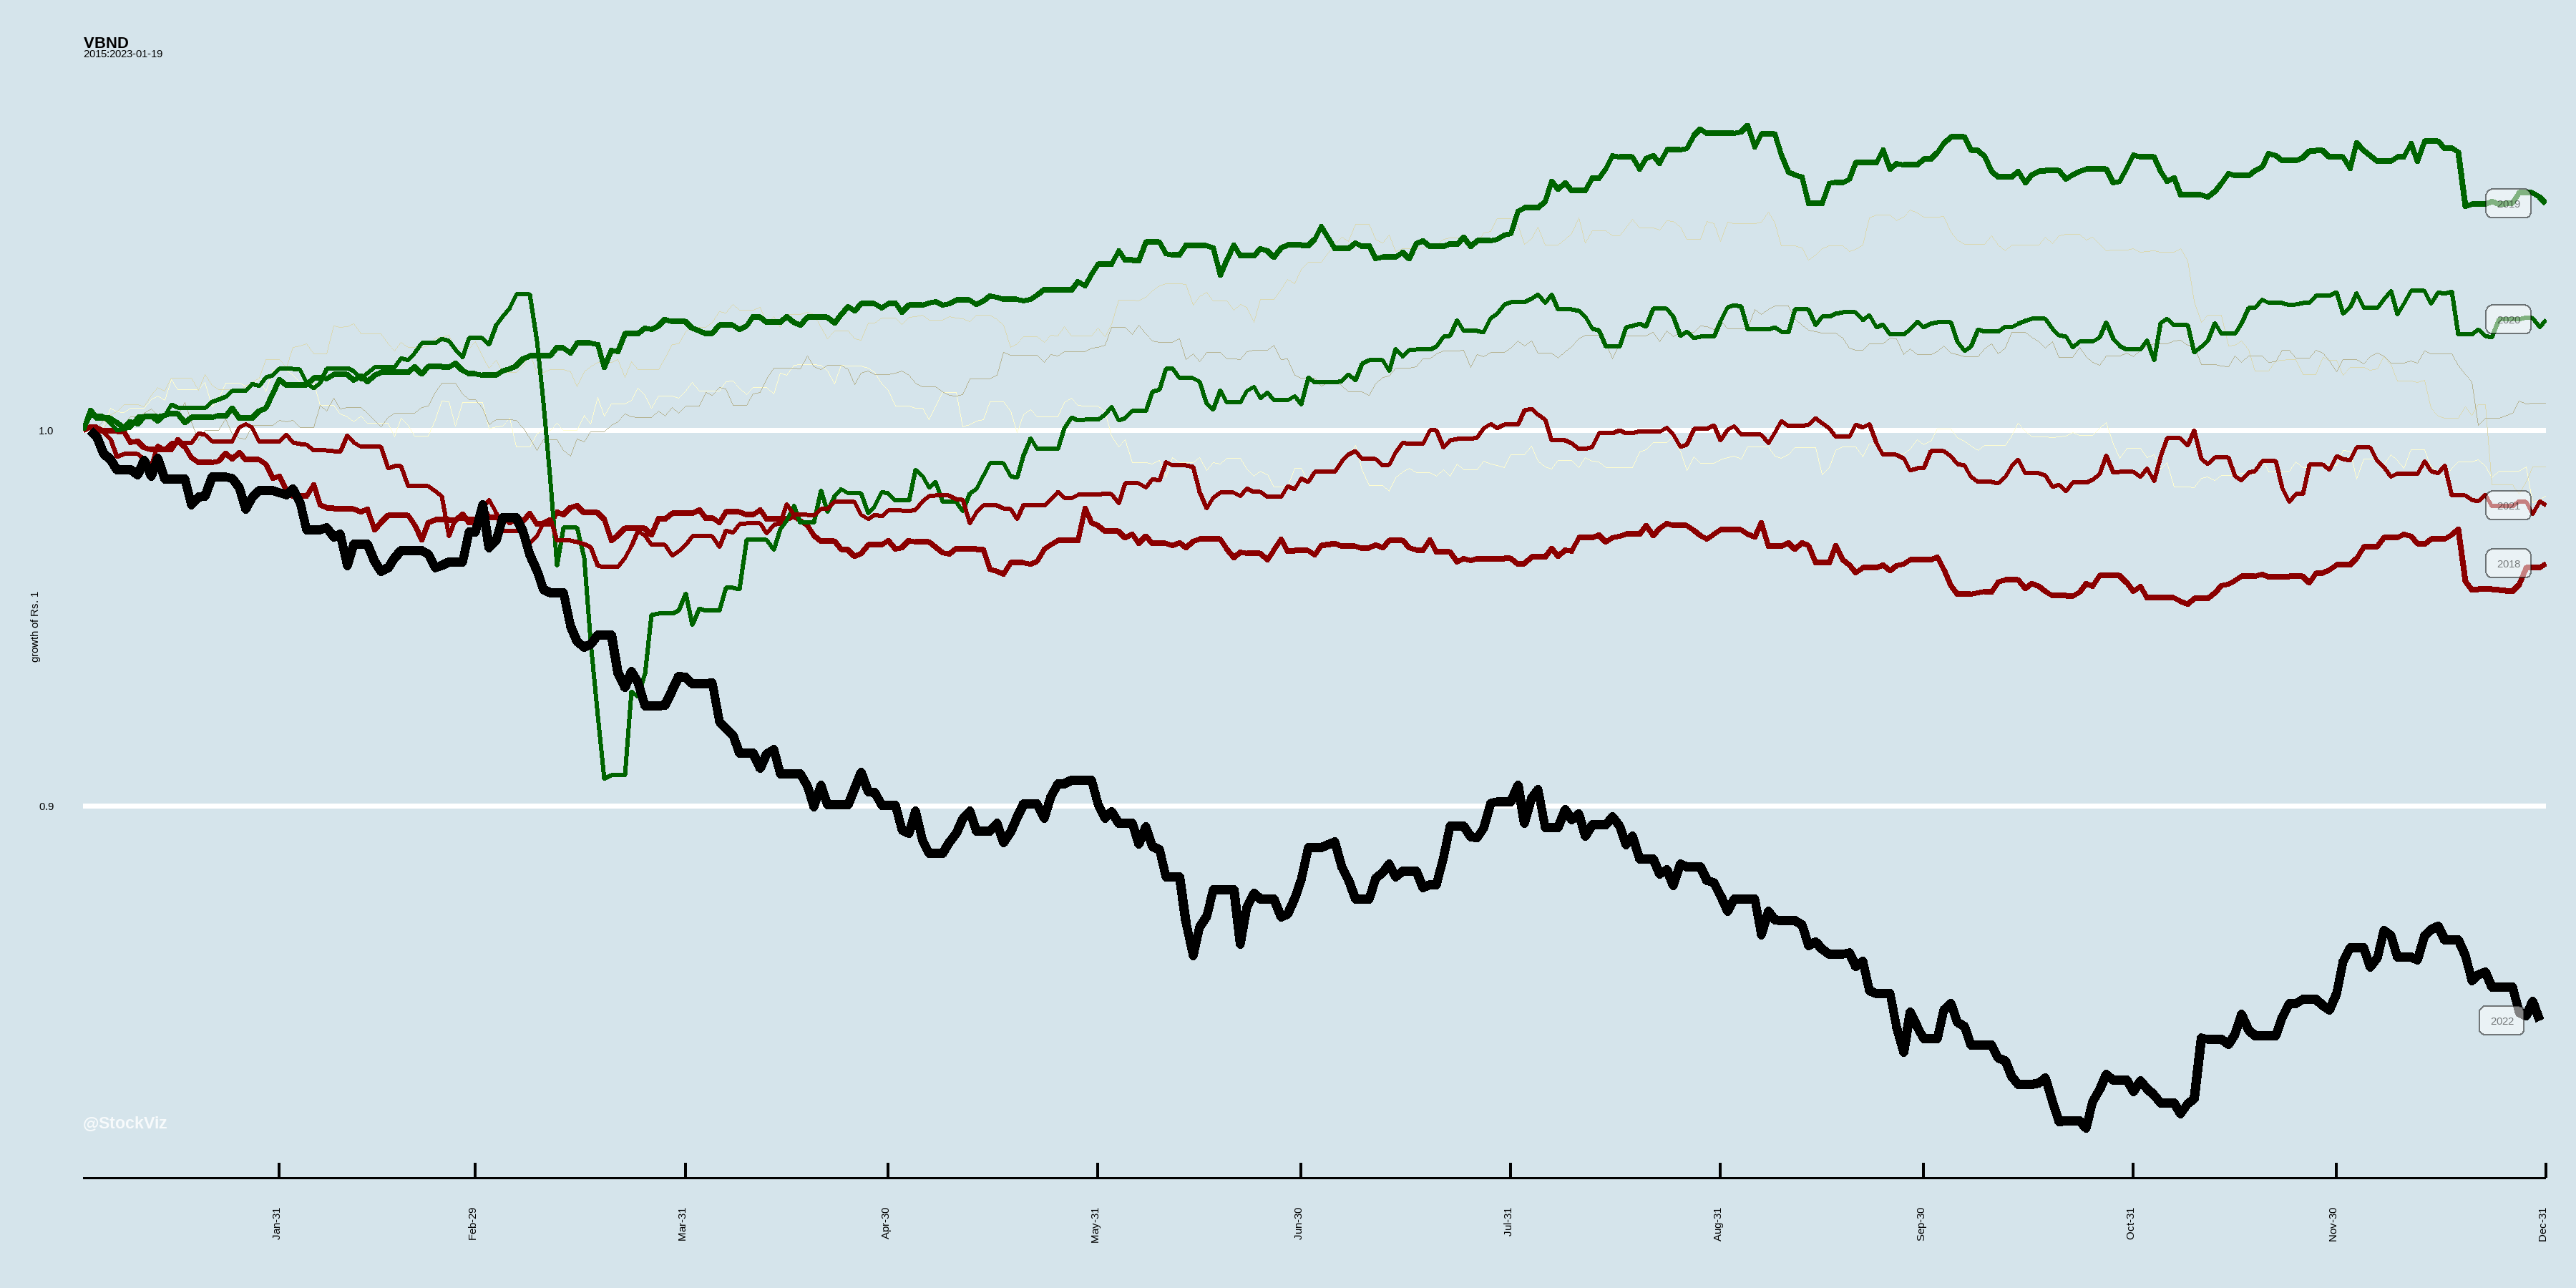 VBND
2015:2023-01-19
2019
2020
1.0
2021
2018
growth of Rs. 1
0.9
2022
@StockViz
Jan-31
Feb-29
Mar-31
Apr-30
May-31
Jun-30
Jul-31
Aug-31
Sep-30
Oct-31
Nov-30
Dec-31